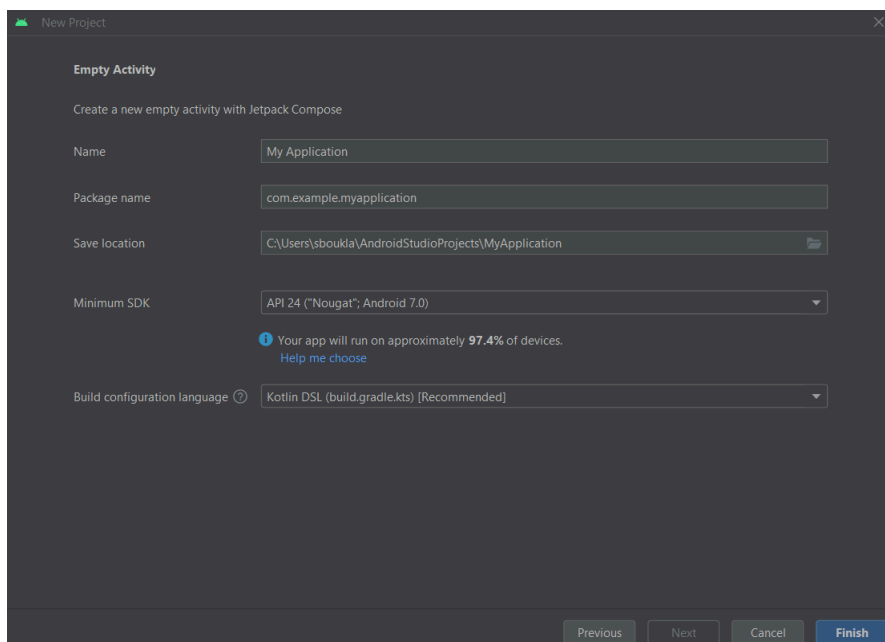 New Project
Empty Activity
Create a new empty activity with Jetpack Compose
Name My Application
Package name com.example.myapplication
Save location C:\Users\sboukla\AndroidStudioProjects\MyApplication
Minimum SDK API 24 ("Nougat"; Android 7.0)
Your app will run on approximately 97.4% of devices.
Help me choose
Build configuration language Kotlin DSL (build.gradle.kts) [Recommended]
Previous Next Cancel Finish